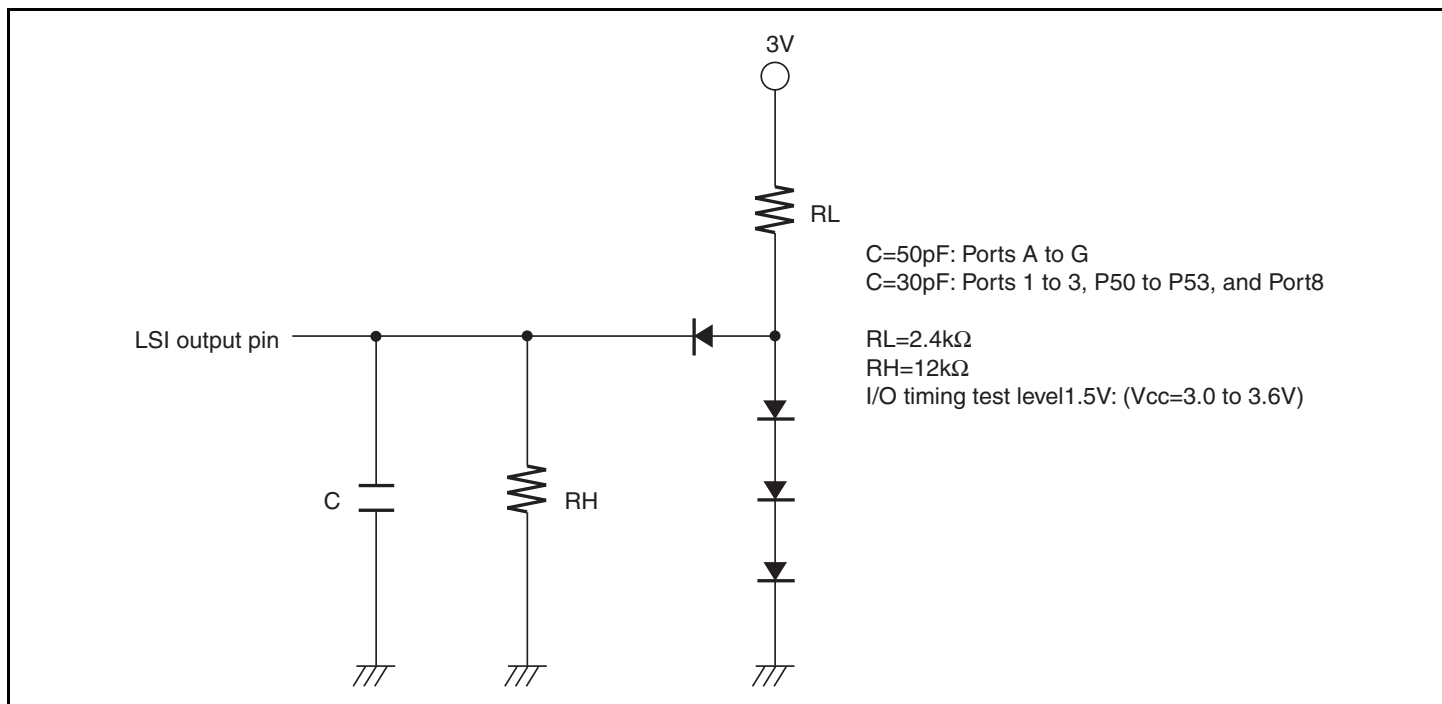 3V
RL
C=50pF: Ports A to G
C=30pF: Ports 1 to 3, P50 to P53, and Port8
LSI output pin
RL=2.4kΩ
RH=12kΩ
I/O timing test level1.5V: (Vcc=3.0 to 3.6V)
C
RH